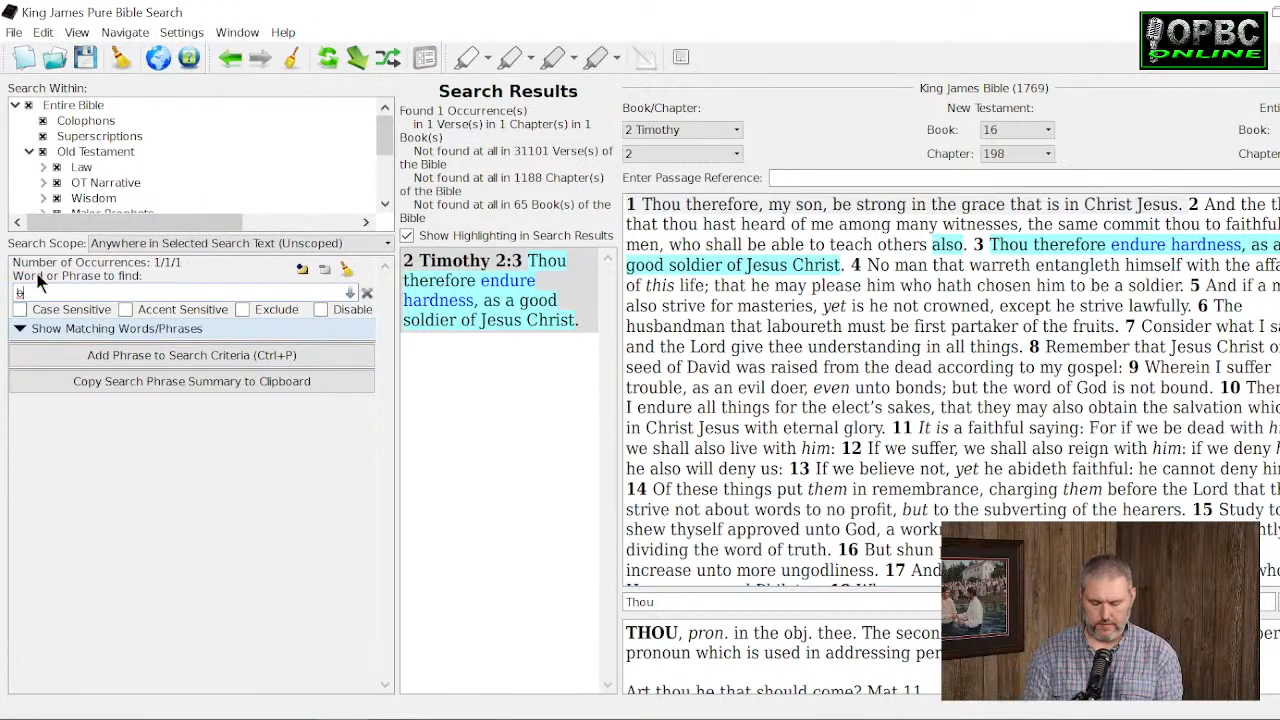 King James Pure Bible Search
File Edit View Navigate Settings Window Help
OPBC
ONLINE
Search Within:
Entire Bible
Colophons
Superscriptions
Old Testament
Law
OT Narrative
Wisdom
Search Scope: Anywhere in Selected Search Text (Unscoped)
Number of Occurrences: 1/1/1
Word or Phrase to find:
b
Case Sensitive Accent Sensitive Exclude Disable
Show Matching Words/Phrases
Add Phrase to Search Criteria (Ctrl+P)
Copy Search Phrase Summary to Clipboard
Search Results
Found 1 Occurrence(s)
in 1 Verse(s) in 1 Chapter(s) in 1
Book(s)
Not found at all in 31101 Verse(s) of
the Bible
Not found at all in 1188 Chapter(s)
of the Bible
Not found at all in 65 Book(s) of the
Bible
Show Highlighting in Search Results
2 Timothy 2:3 Thou
therefore endure
hardness, as a good
soldier of Jesus Christ.
King James Bible (1769)
Book/Chapter: New Testament:
2 Timothy Book: 16 Book:
2 Chapter: 198 Chapte
Enter Passage Reference:
1 Thou therefore, my son, be strong in the grace that is in Christ Jesus. 2 And the th
that thou hast heard of me among many witnesses, the same commit thou to faithfu
men, who shall be able to teach others also. 3 Thou therefore endure hardness, as a
good soldier of Jesus Christ. 4 No man that warreth entangleth himself with the affa
of this life; that he may please him who hath chosen him to be a soldier. 5 And if a m
also strive for masteries, yet is he not crowned, except he strive lawfully. 6 The
husbandman that laboureth must be first partaker of the fruits. 7 Consider what I s
and the Lord give thee understanding in all things. 8 Remember that Jesus Christ o
seed of David was raised from the dead according to my gospel: 9 Wherein I suffer
trouble, as an evil doer, even unto bonds; but the word of God is not bound. 10 Ther
I endure all things for the elect's sakes, that they may also obtain the salvation whic
in Christ Jesus with eternal glory. 11 It is a faithful saying: For if we be dead with h
we shall also live with him: 12 If we suffer, we shall also reign with him: if we deny h
he also will deny us: 13 If we believe not, yet he abideth faithful: he cannot deny hi
14 Of these things put them in remembrance, charging them before the Lord that t
strive not about words to no profit, but to the subverting of the hearers. 15 Study to
shew thyself approved unto God, a work
dividing the word of truth. 16 But shun
increase unto more ungodliness. 17 And
Thou
THOU, pron. in the obj. thee. The secon
pronoun which is used in addressing per
Art thou he that should come? Mat 11